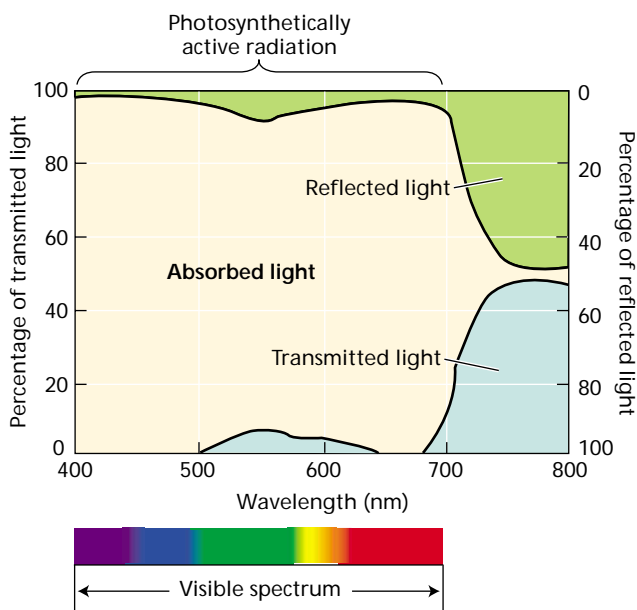 Photosynthetically
active radiation
Percentage of transmitted light
100
80
60
40
20
0
Reflected light
Absorbed light
Transmitted light
0
20
40
60
80
100
Percentage of reflected light
400
500
600
700
800
Wavelength (nm)
Visible spectrum